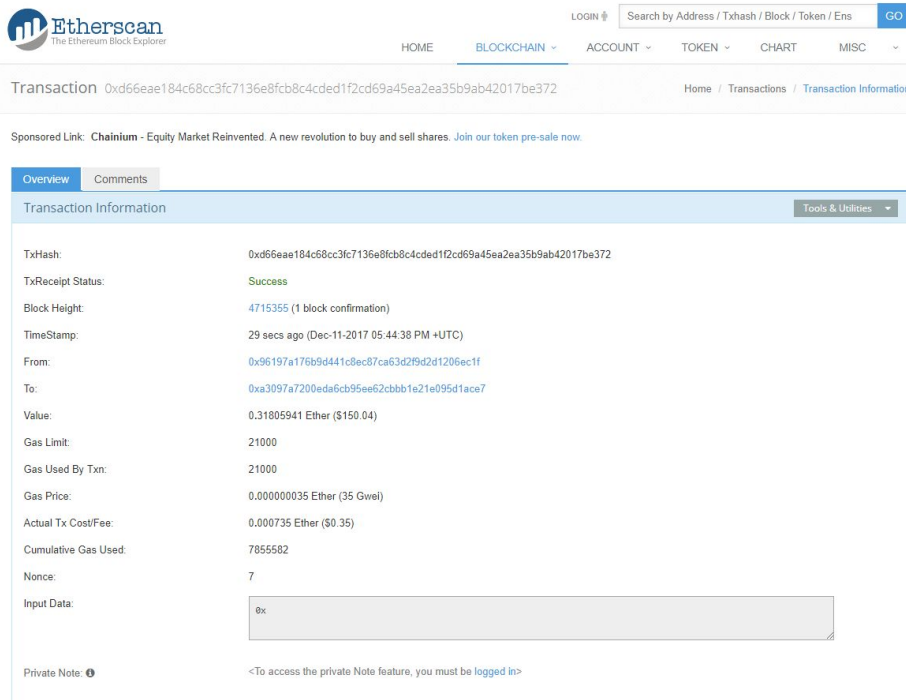 Etherscan
The Ethereum Block Explorer
LOGIN
Search by Address / Txhash / Block / Token / Ens
GO
HOME BLOCKCHAIN ACCOUNT TOKEN CHART MISC
Transaction 0xd66eae184c68cc3fc7136e8fcb8c4cded1f2cd69a45ea2ea35b9ab42017be372
Home / Transactions / Transaction Information
Sponsored Link: Chainium - Equity Market Reinvented. A new revolution to buy and sell shares. Join our token pre-sale now.
Overview Comments
Transaction Information
Tools & Utilities
TxHash: 0xd66eae184c68cc3fc7136e8fcb8c4cded1f2cd69a45ea2ea35b9ab42017be372
TxReceipt Status: Success
Block Height: 4715355 (1 block confirmation)
TimeStamp: 29 secs ago (Dec-11-2017 05:44:38 PM +UTC)
From: 0x96197a176b9d441c8ec87ca63d2f9d2d1206ec1f
To: 0xa3097a7200eda6cb95ee62cbbb1e21e095d1ace7
Value: 0.31805941 Ether ($150.04)
Gas Limit: 21000
Gas Used By Txn: 21000
Gas Price: 0.000000035 Ether (35 Gwei)
Actual Tx Cost/Fee: 0.000735 Ether ($0.35)
Cumulative Gas Used: 7855582
Nonce: 7
Input Data: 0x
Private Note: <To access the private Note feature, you must be logged in>